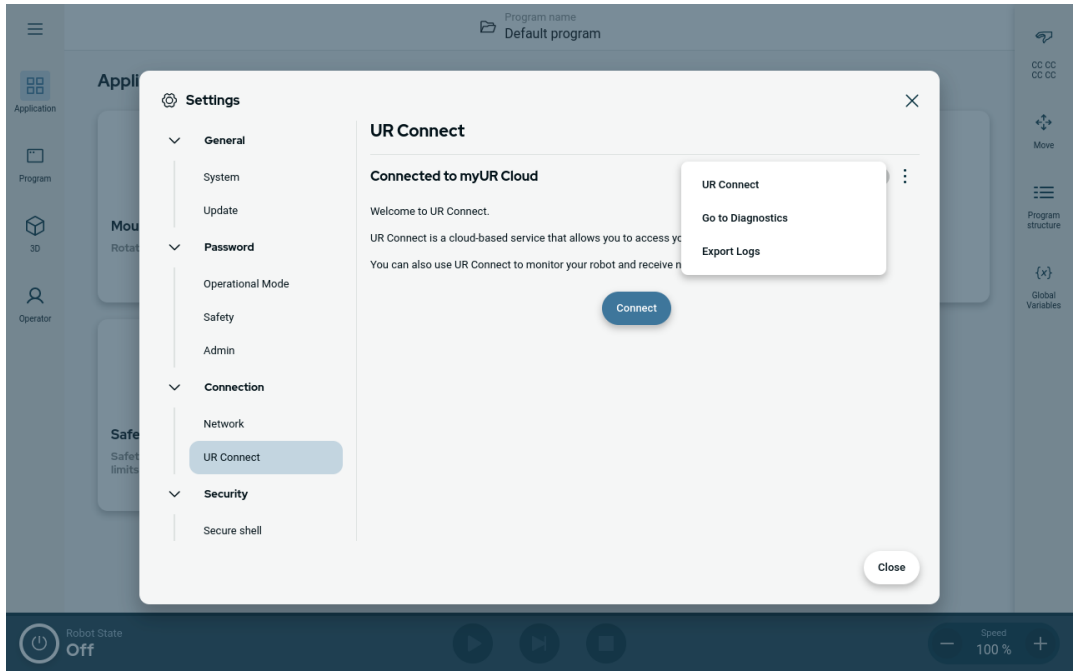 Program name
Default program
Appli
Application
Program
3D
Operator
Mou
Rotat
Safe
Safet
limits
Settings
General
System
Update
Password
Operational Mode
Safety
Admin
Connection
Network
UR Connect
Security
Secure shell
UR Connect
Connected to myUR Cloud
Welcome to UR Connect.
UR Connect is a cloud-based service that allows you to access yo
You can also use UR Connect to monitor your robot and receive n
Connect
UR Connect
Go to Diagnostics
Export Logs
Close
CC CC
CC CC
Move
Program
structure
{x}
Global
Variables
Robot State
Off
Speed
100 %